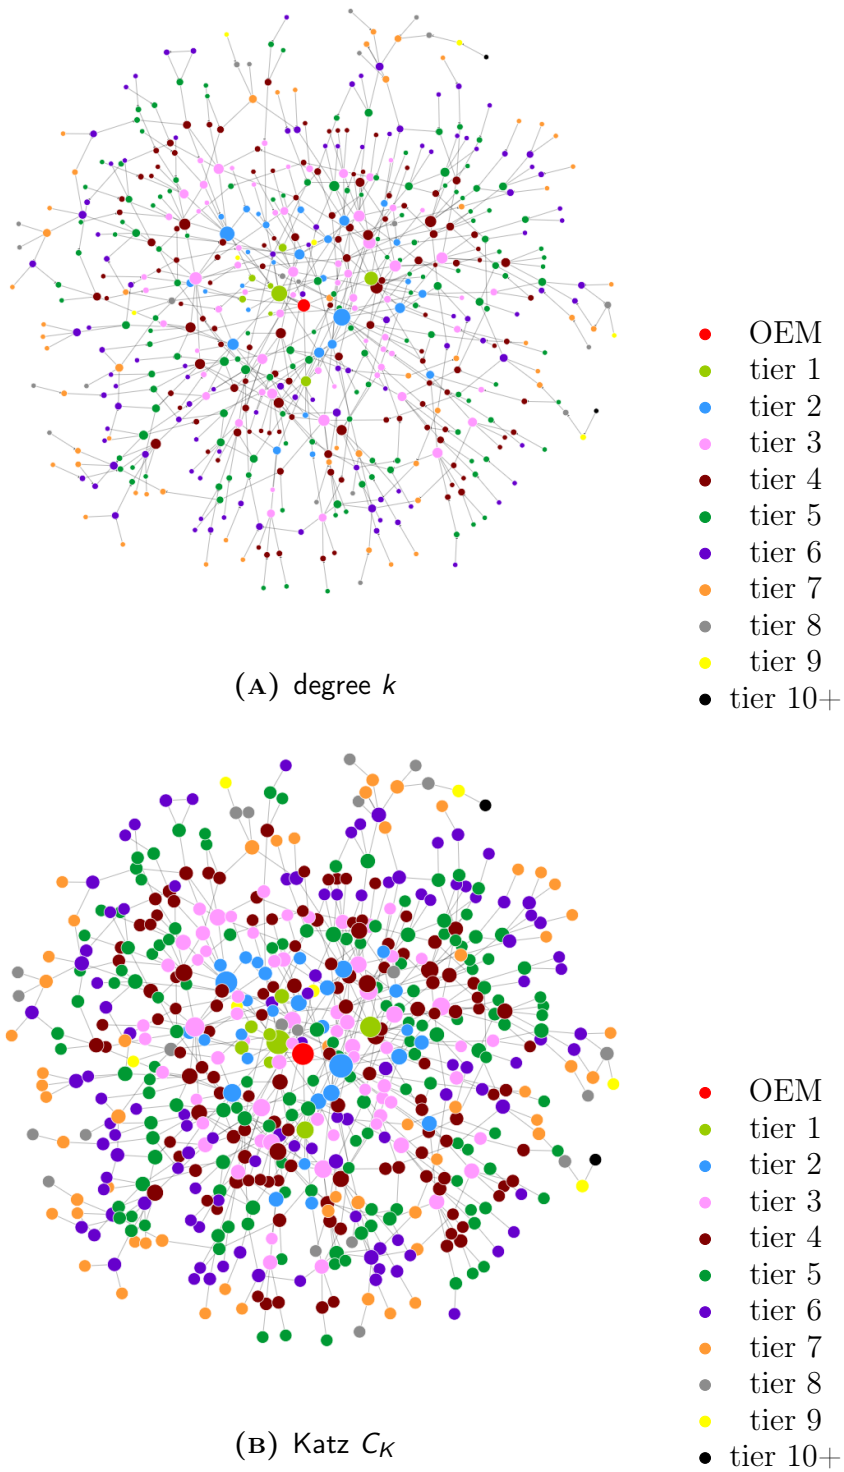 OEM
tier 1
tier 2
tier 3
tier 4
tier 5
tier 6
tier 7
tier 8
tier 9
tier 10+
(A) degree k
OEM
tier 1
tier 2
tier 3
tier 4
tier 5
tier 6
tier 7
tier 8
tier 9
tier 10+
(B) Katz C_K